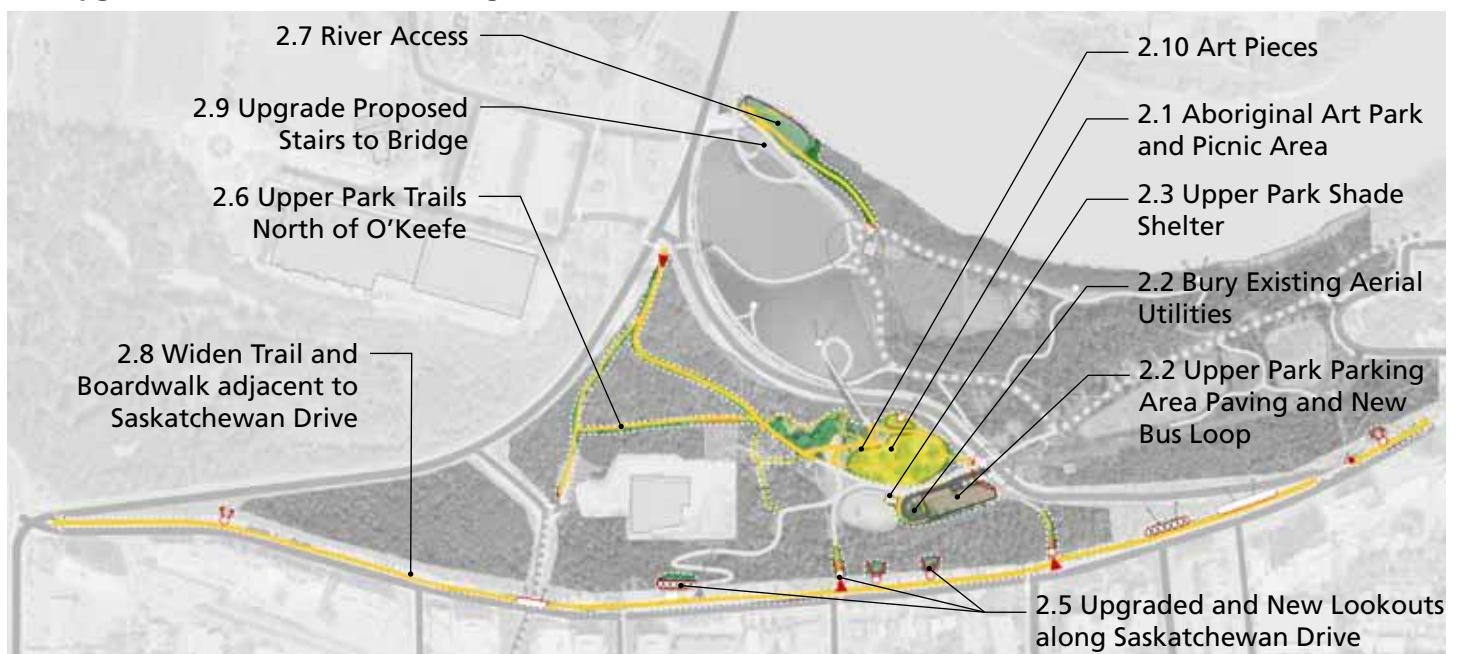 2.7 River Access
2.9 Upgrade Proposed
Stairs to Bridge
2.6 Upper Park Trails
North of O'Keefe
2.8 Widen Trail and
Boardwalk adjacent to
Saskatchewan Drive
2.10 Art Pieces
2.1 Aboriginal Art Park
and Picnic Area
2.3 Upper Park Shade
Shelter
2.2 Bury Existing Aerial
Utilities
2.2 Upper Park Parking
Area Paving and New
Bus Loop
2.5 Upgraded and New Lookouts
along Saskatchewan Drive